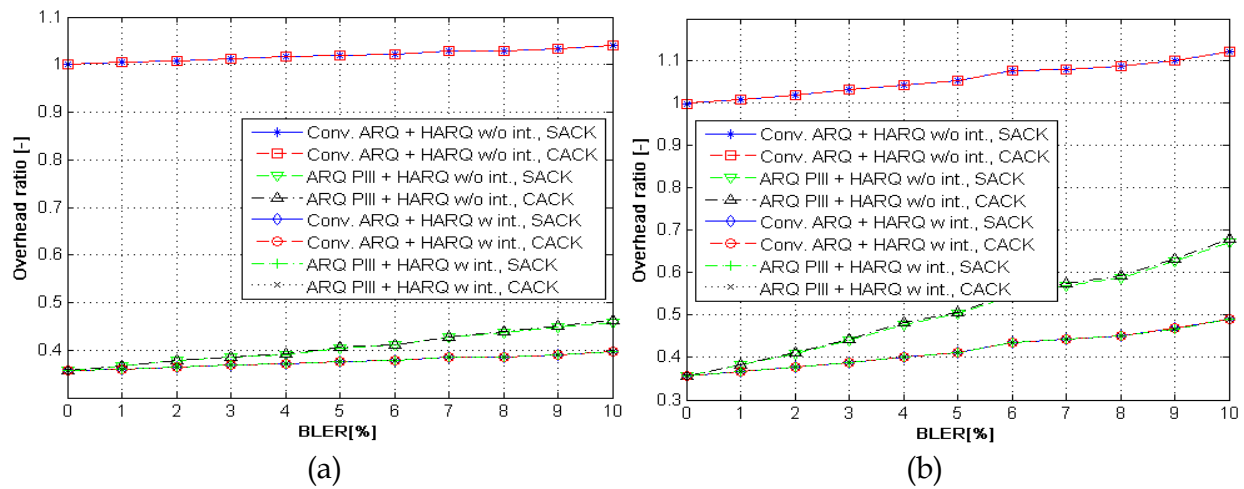 1.1
1
0.9
0.8
0.7
0.6
0.5
0.4
Overhead ratio [-]
Conv. ARQ + HARQ w/o int., SACK
Conv. ARQ + HARQ w/o int., CACK
ARQ PIII + HARQ w/o int., SACK
ARQ PIII + HARQ w/o int., CACK
Conv. ARQ + HARQ w int., SACK
Conv. ARQ + HARQ w int., CACK
ARQ PIII + HARQ w int., SACK
ARQ PIII + HARQ w int., CACK
0 1 2 3 4 5 6 7 8 9 10
BLER[%]
(a)
1.1
1
0.9
0.8
0.7
0.6
0.5
0.4
0.3
Overhead ratio [-]
Conv. ARQ + HARQ w/o int., SACK
Conv. ARQ + HARQ w/o int., CACK
ARQ PIII + HARQ w/o int., SACK
ARQ PIII + HARQ w/o int., CACK
Conv. ARQ + HARQ w int., SACK
Conv. ARQ + HARQ w int., CACK
ARQ PIII + HARQ w int., SACK
ARQ PIII + HARQ w int., CACK
0 1 2 3 4 5 6 7 8 9 10
BLER[%]
(b)